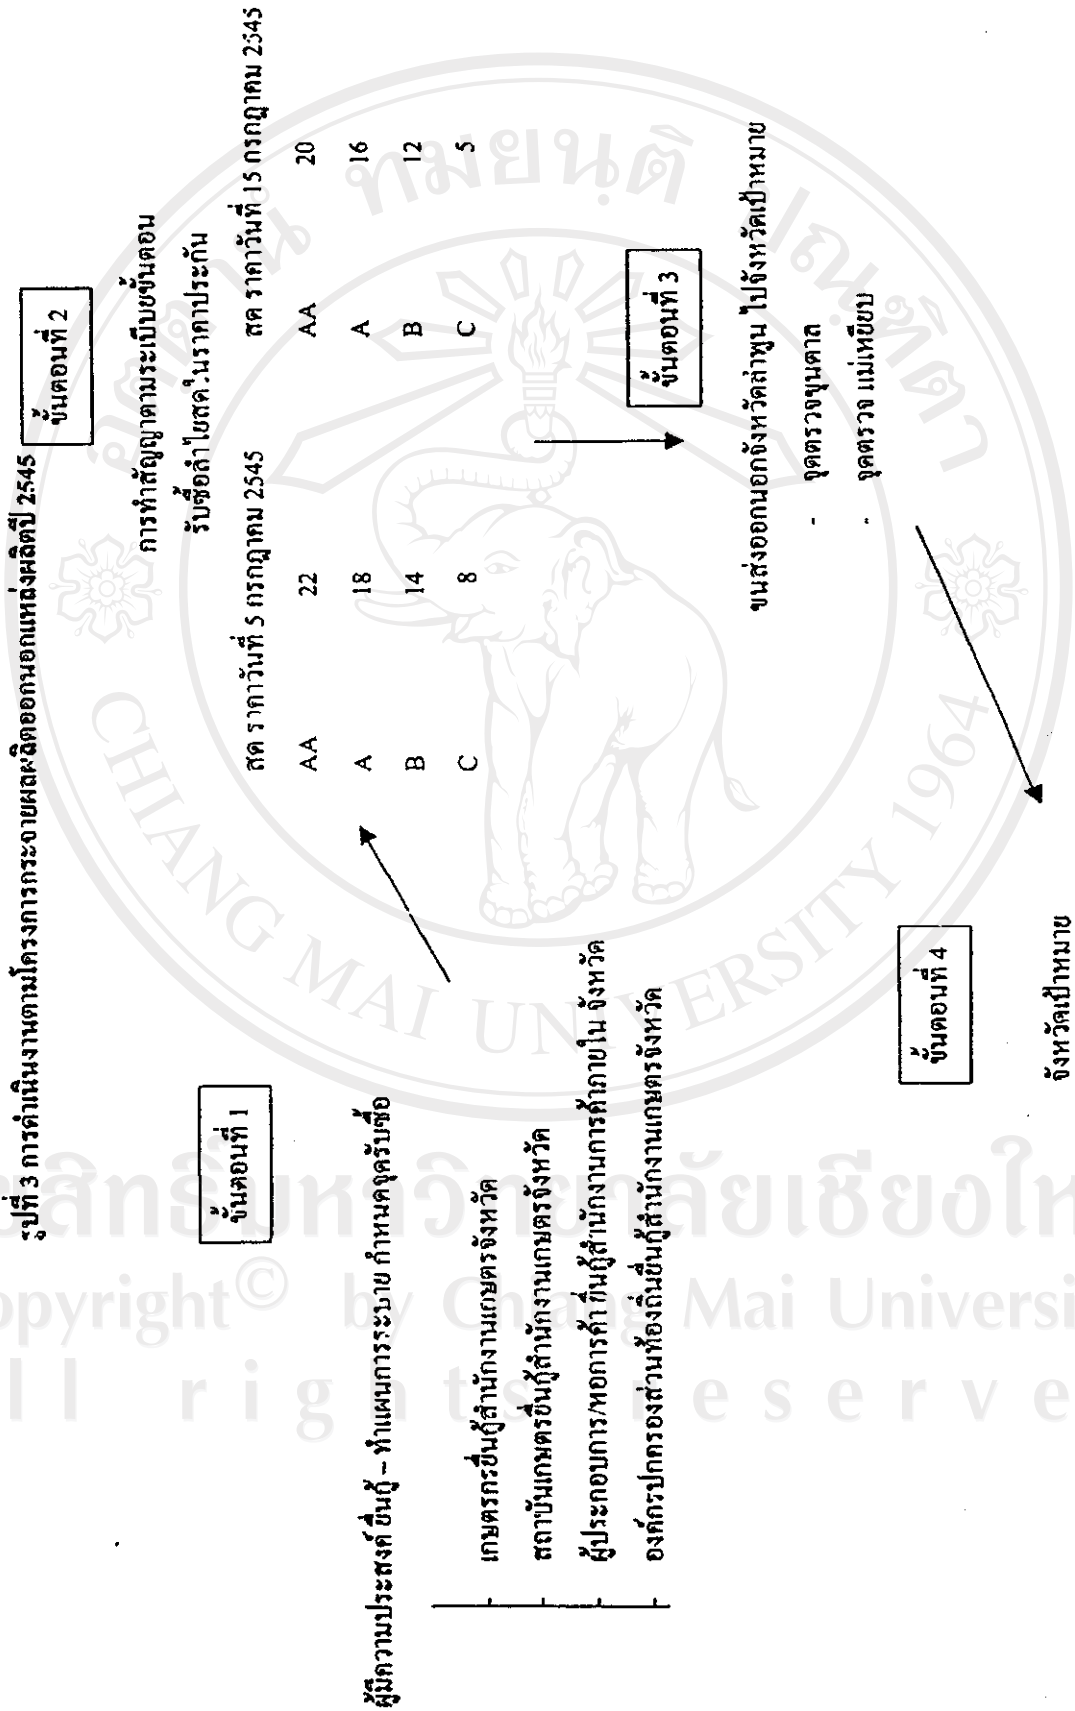 รูปที่ 3 การดำเนินงานตามโครงการกระจายผลผลิตออกนอกแหล่งผลิตปี 2545
ขั้นตอนที่ 1
ผู้มีความประสงค์ ยื่นกู้ – ทำแผนการระบาย กำหนดจุดรับซื้อ
เกษตรกรยื่นกู้สำนักงานเกษตรจังหวัด
สถาบันเกษตรยื่นกู้สำนักงานเกษตรจังหวัด
ผู้ประกอบการ/หอการค้า ยื่นกู้สำนักงานการค้าภายใน จังหวัด
องค์กรปกครองส่วนท้องถิ่นยื่นกู้สำนักงานเกษตรจังหวัด
ขั้นตอนที่ 2
การทำสัญญาตามระเบียบขั้นตอน
รับซื้อลำไยสดในราคาประกัน
สด ราคาวันที่ 5 กรกฎาคม 2545 สด ราคาวันที่ 15 กรกฎาคม 2545
AA 22 AA 20
A 18 A 16
B 14 B 12
C 8 C 5
ขั้นตอนที่ 3
ขนส่งออกนอกจังหวัดลำพูน ไปจังหวัดเป้าหมาย
- จุดตรวจขุนตาล
- จุดตรวจ แม่เหยียบ
ขั้นตอนที่ 4
จังหวัดเป้าหมาย
CHIANG MAI UNIVERSITY 1964
opyright © by Chiang Mai Universi
ll rights reserve